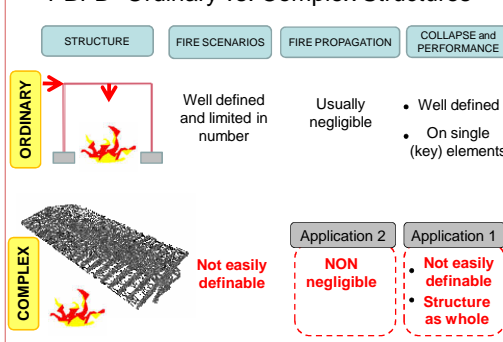 STRUCTURE
FIRE SCENARIOS
FIRE PROPAGATION
COLLAPSE and
PERFORMANCE
ORDINARY
Well defined
and limited in
number
Usually
negligible
• Well defined
• On single
(key) elements
COMPLEX
Not easily
definable
Application 2
NON
negligible
Application 1
• Not easily
definable
• Structure
as whole